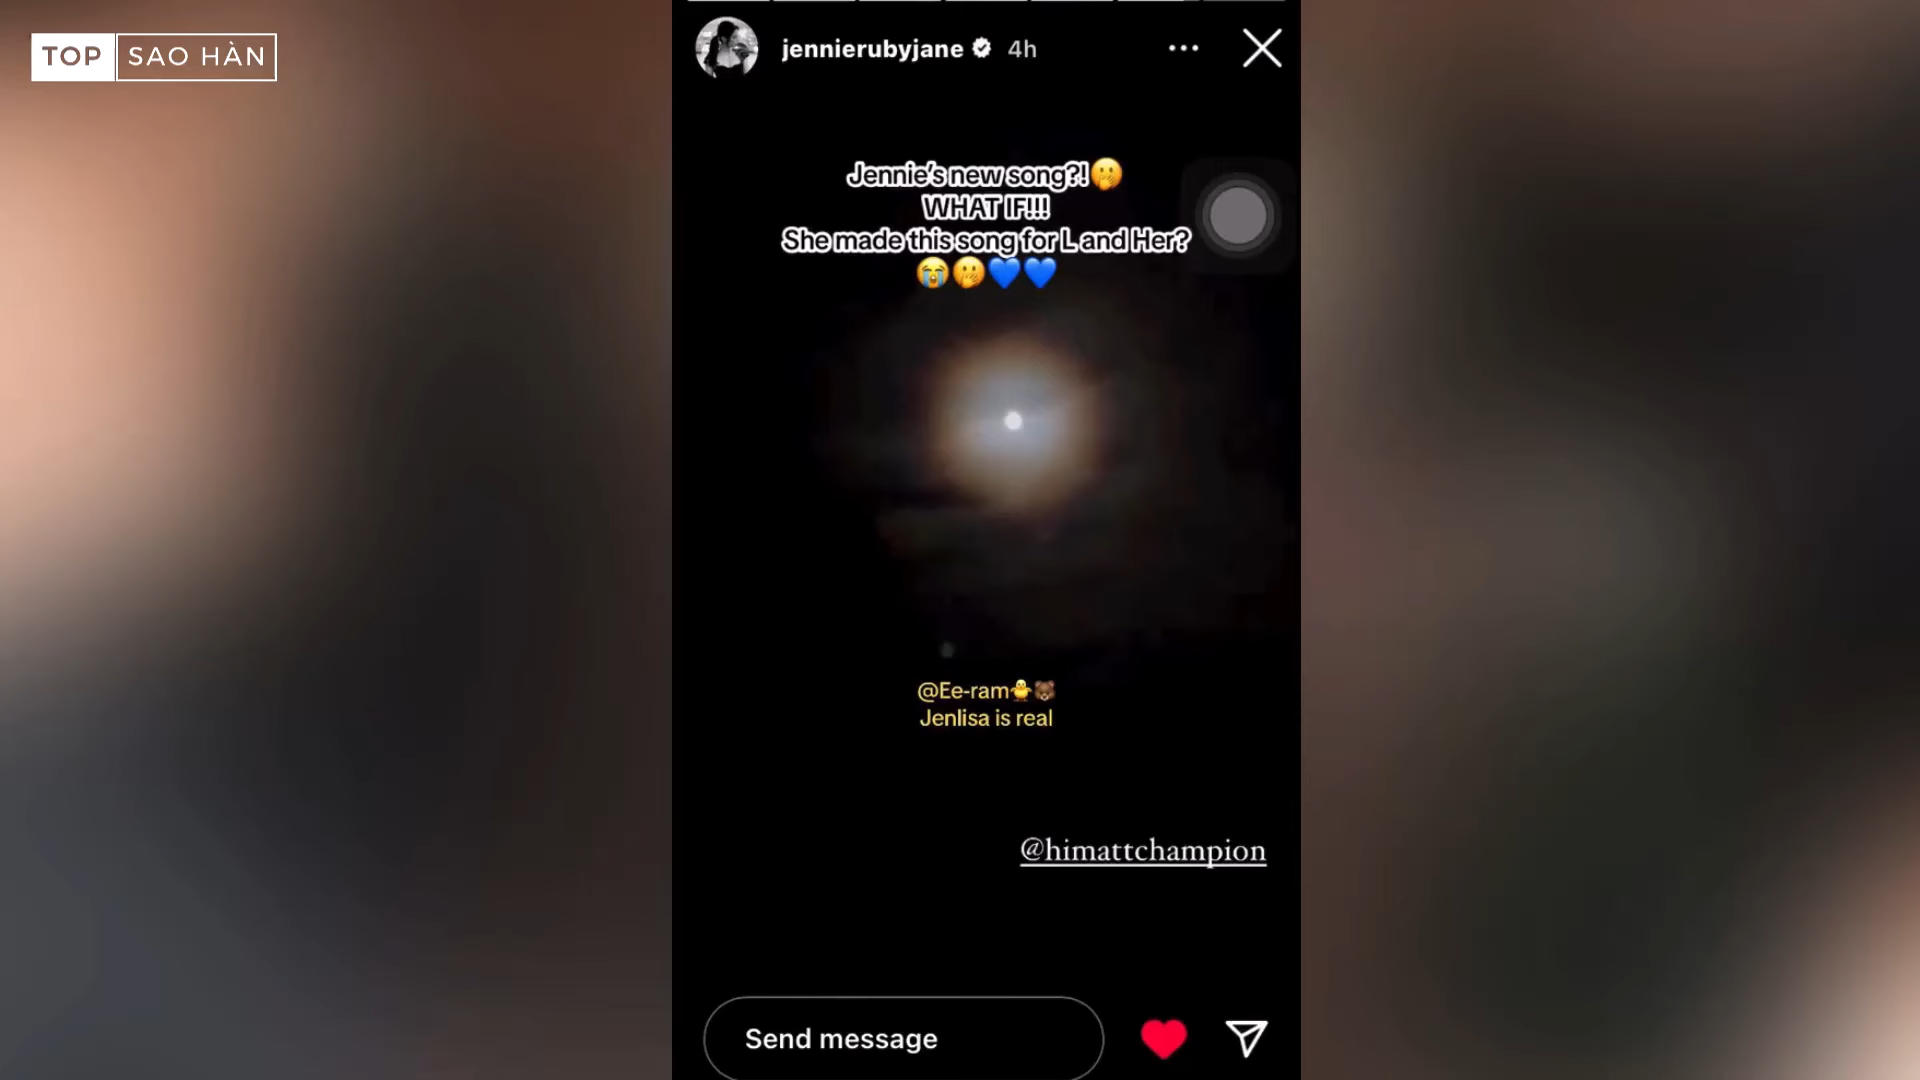 TOP SAO HÀN
jennierubyjane 4h
Jennie's new song?!🫢
WHAT IF!!!
She made this song for L and Her?
😭🫢💙💙
@Ee-ram🐥🐻
Jenlisa is real
@himattchampion
Send message